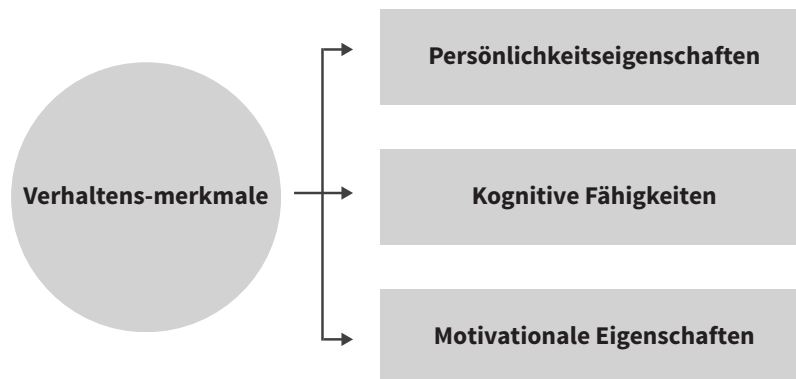 Verhaltens-merkmale
Persönlichkeitseigenschaften
Kognitive Fähigkeiten
Motivationale Eigenschaften